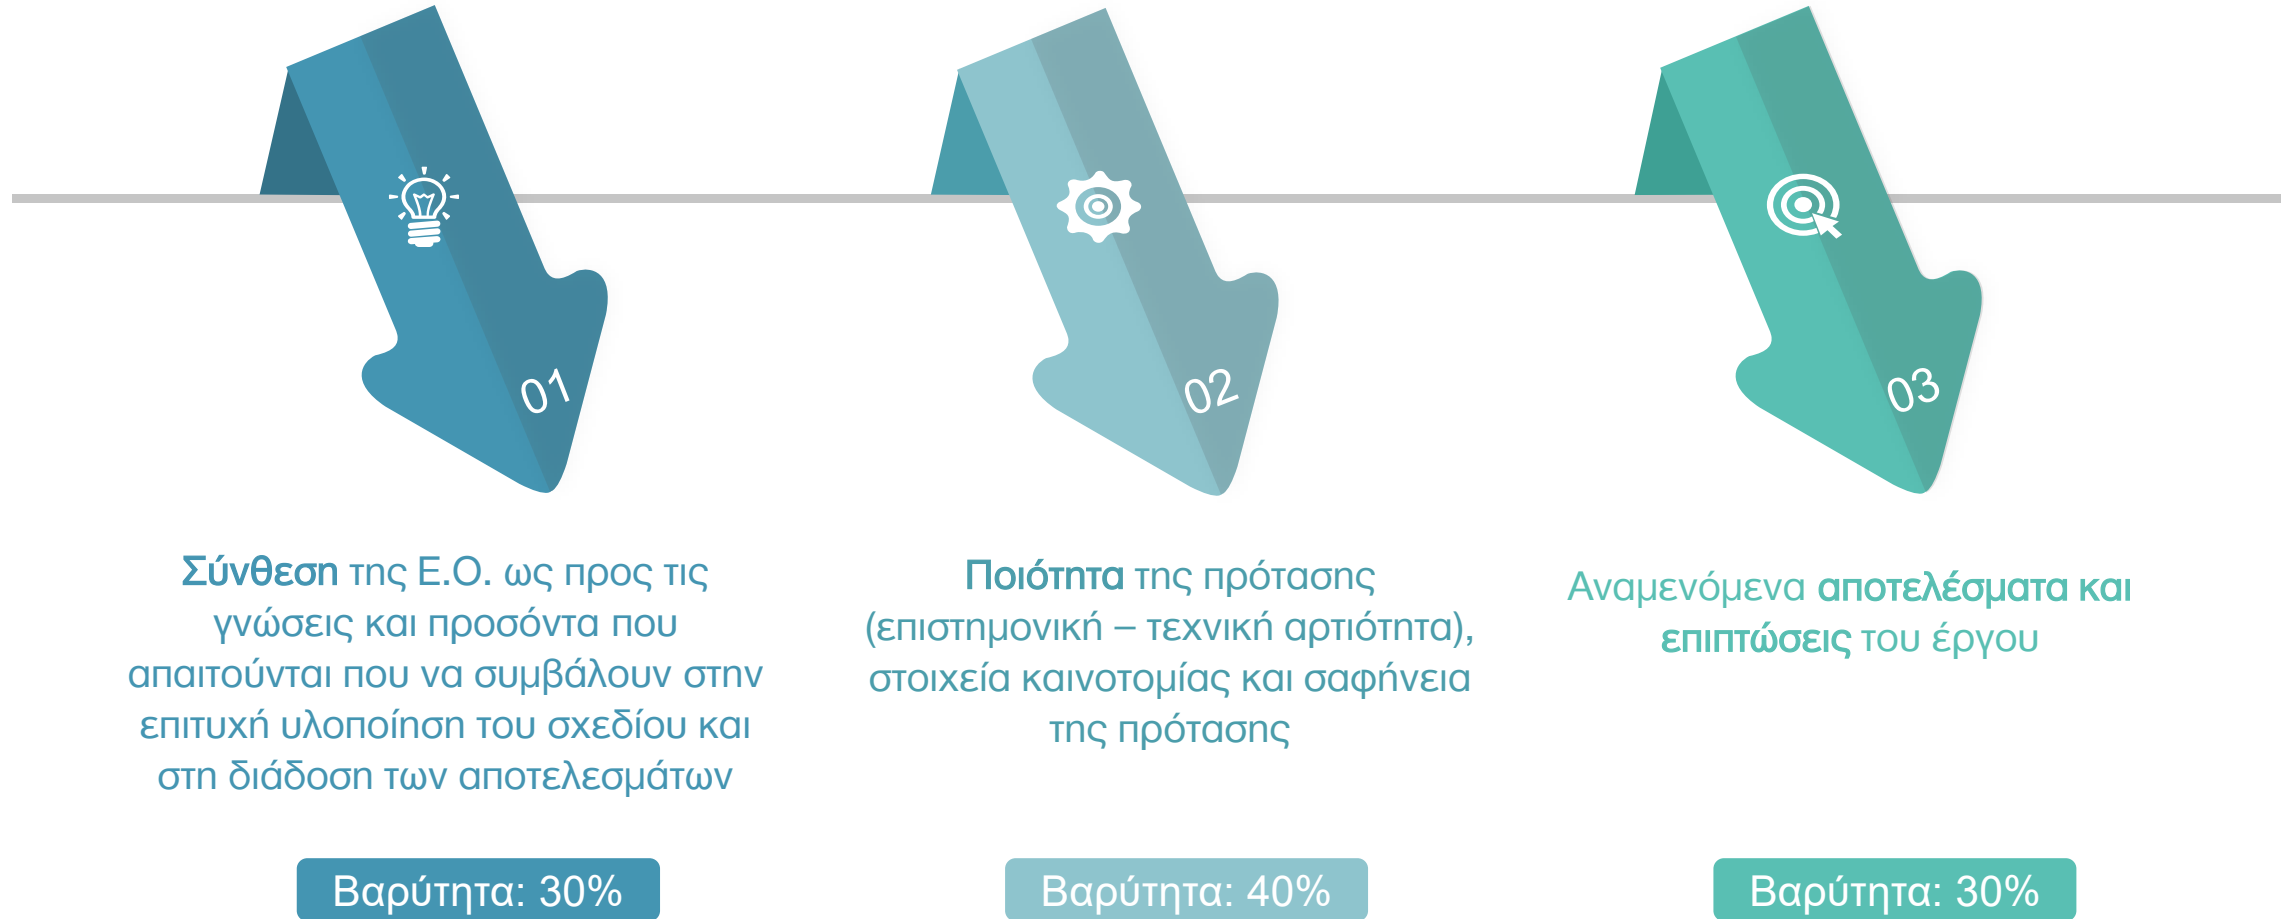 01
Σύνθεση της Ε.Ο. ως προς τις
γνώσεις και προσόντα που
απαιτούνται που να συμβάλουν στην
επιτυχή υλοποίηση του σχεδίου και
στη διάδοση των αποτελεσμάτων
Βαρύτητα: 30%
02
Ποιότητα της πρότασης
(επιστημονική – τεχνική αρτιότητα),
στοιχεία καινοτομίας και σαφήνεια
της πρότασης
Βαρύτητα: 40%
03
Αναμενόμενα αποτελέσματα και
επιπτώσεις του έργου
Βαρύτητα: 30%